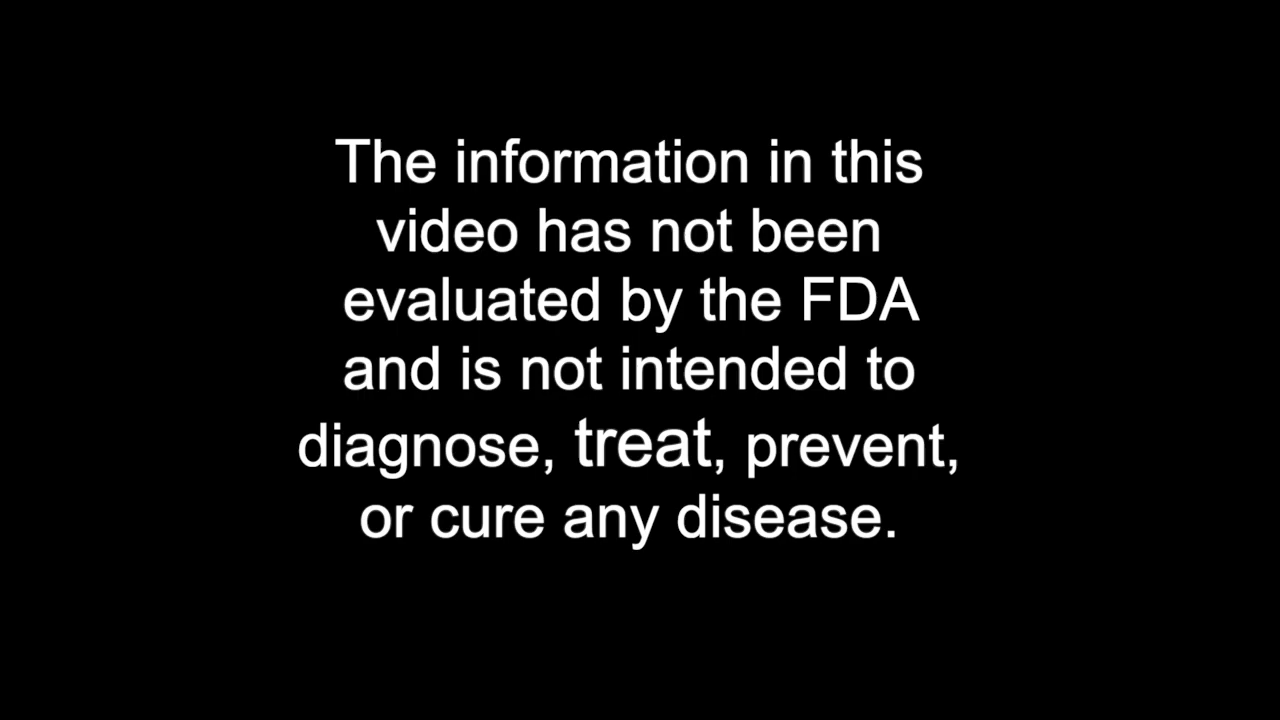 The information in this
video has not been
evaluated by the FDA
and is not intended to
diagnose, treat, prevent,
or cure any disease.